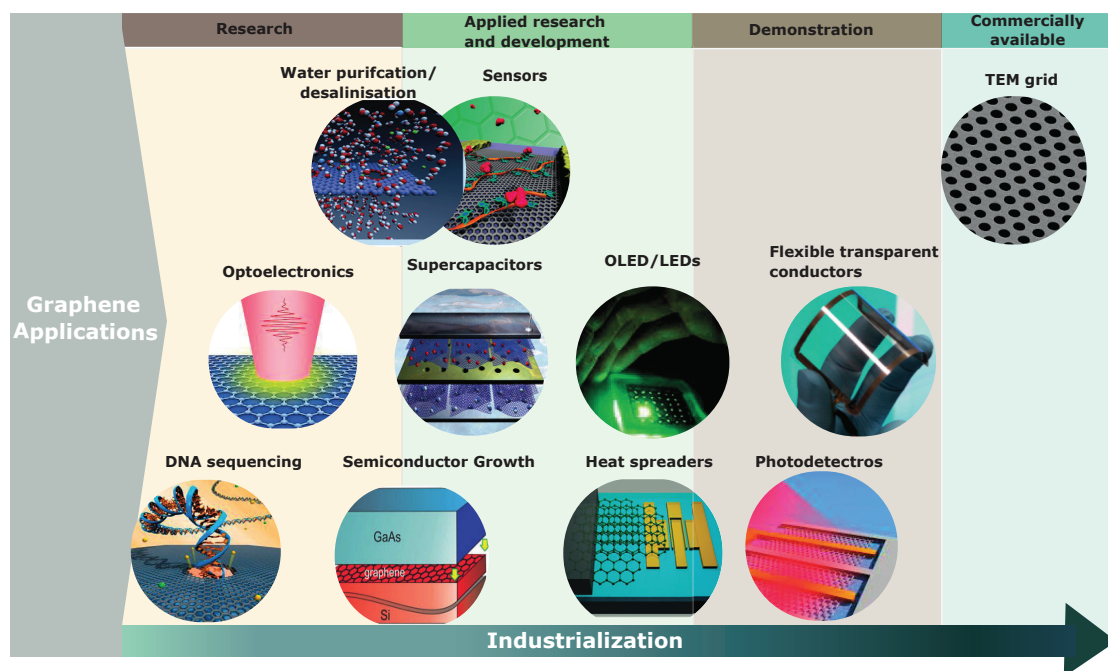 Research
Applied research
and development
Demonstration
Commercially
available
Water purifcation/
desalinisation
Sensors
TEM grid
Graphene
Applications
Optoelectronics
Supercapacitors
OLED/LEDs
Flexible transparent
conductors
DNA sequencing
Semiconductor Growth
Heat spreaders
Photodetectros
GaAs
graphene
Si
Industrialization